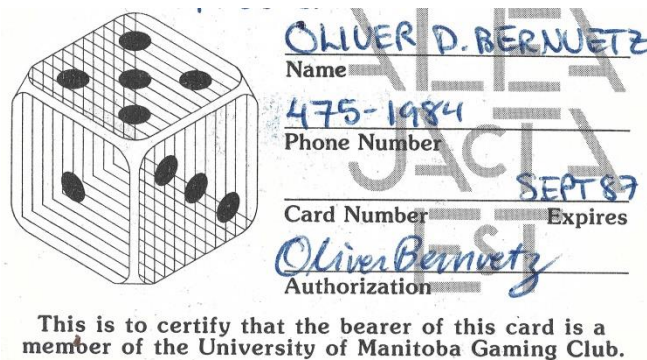 OLIVER D. BERNUETZ
Name
475-1984
Phone Number
SEPT 87
Card Number Expires
Oliver Bernuetz
Authorization
ALEA
JACTA
EST
This is to certify that the bearer of this card is a
member of the University of Manitoba Gaming Club.